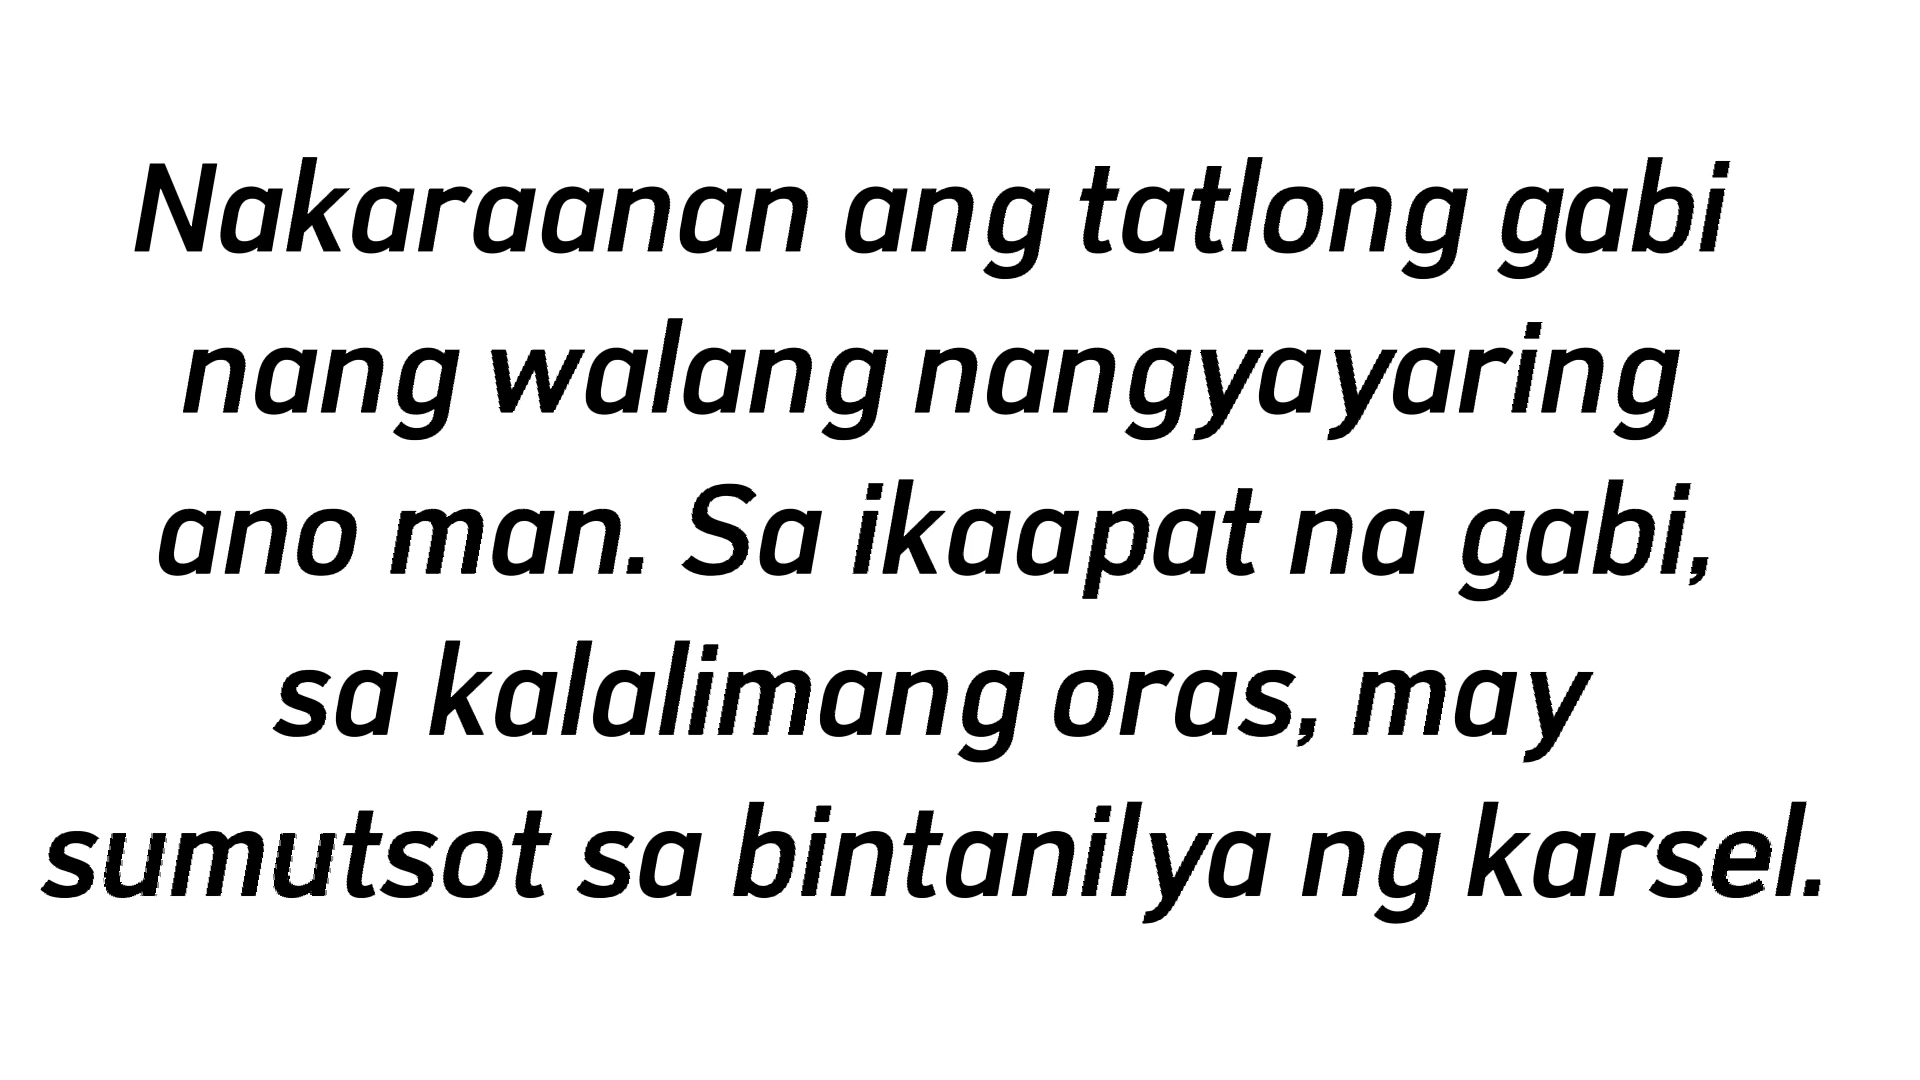 Nakaraanan ang tatlong gabi
nang walang nangyayaring
ano man. Sa ikaapat na gabi,
sa kalalimang oras, may
sumutsot sa bintanilya ng karsel.